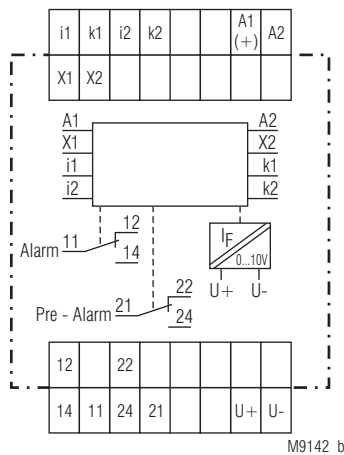 i1 k1 i2 k2 A1 (+) A2
X1 X2
A1 A2
X1 X2
i1 k1
i2 k2
Alarm 11 12
14
IF
0...10V
U+ U-
Pre - Alarm 21 22
24
12 22
14 11 24 21 U+ U-
M9142_b